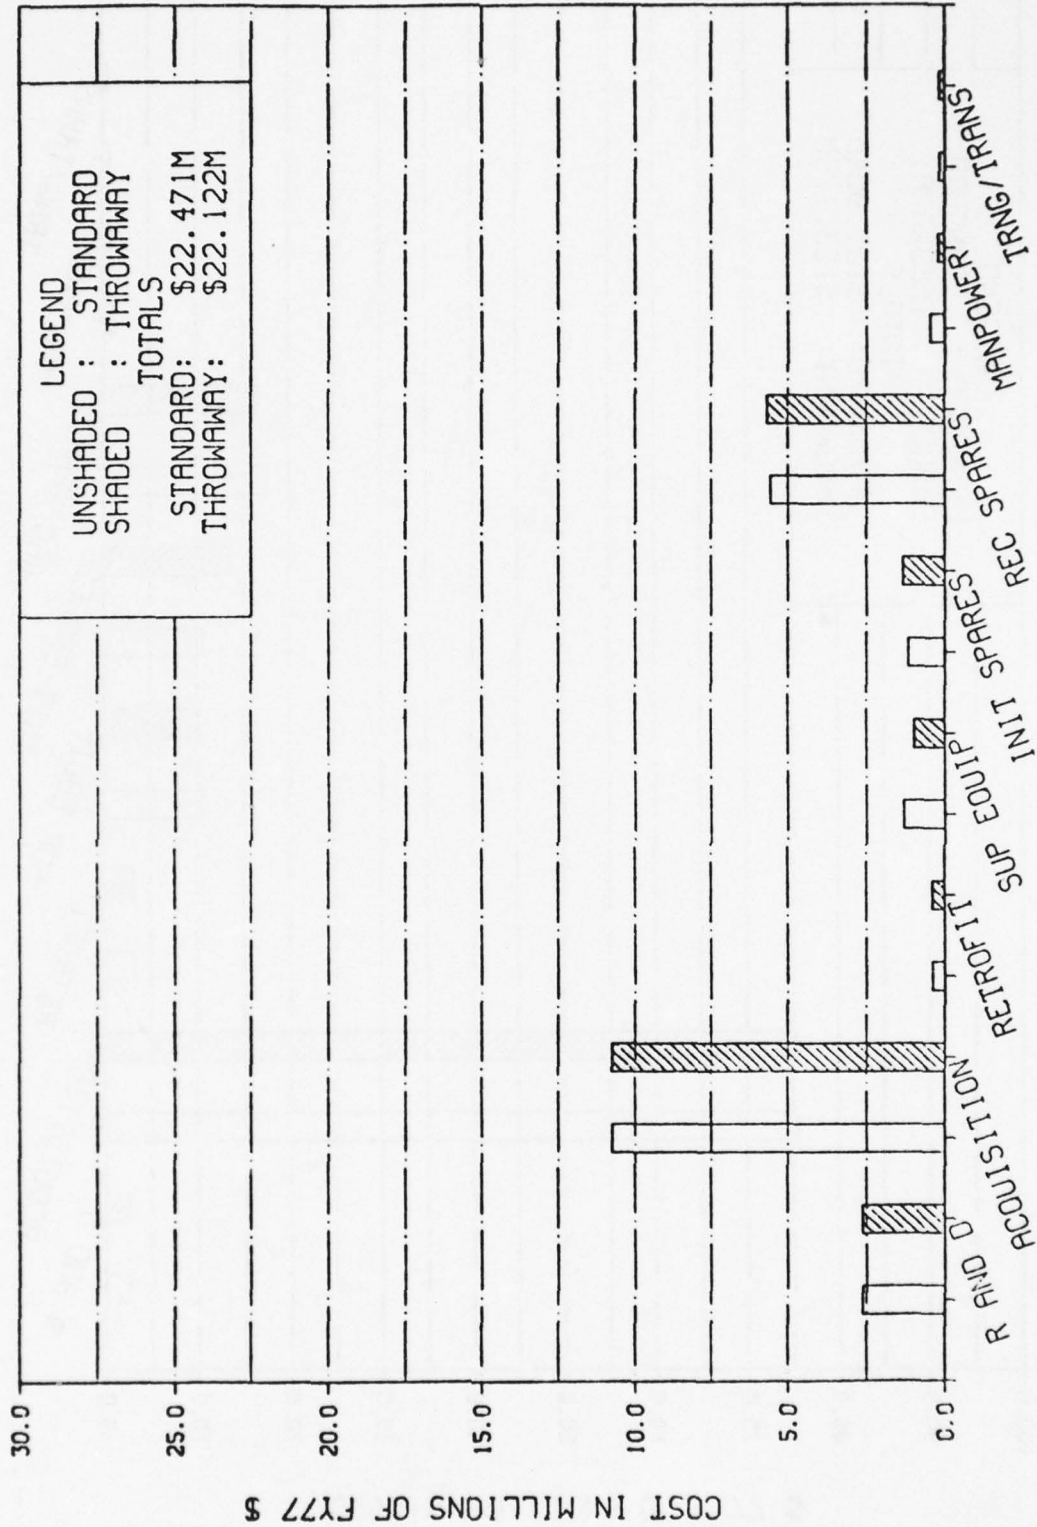 LEGEND
UNSHADED : STANDARD
SHADED : THROWAWAY
TOTALS
STANDARD: $22.471M
THROWAWAY: $22.122M
COST IN MILLIONS OF FY77 $
30.0
25.0
20.0
15.0
10.0
5.0
0.0
R AND D
ACQUISITION
RETROFIT
SUP EQUIP
INIT SPARES
REC SPARES
MANPOWER
TRNG/TRANS